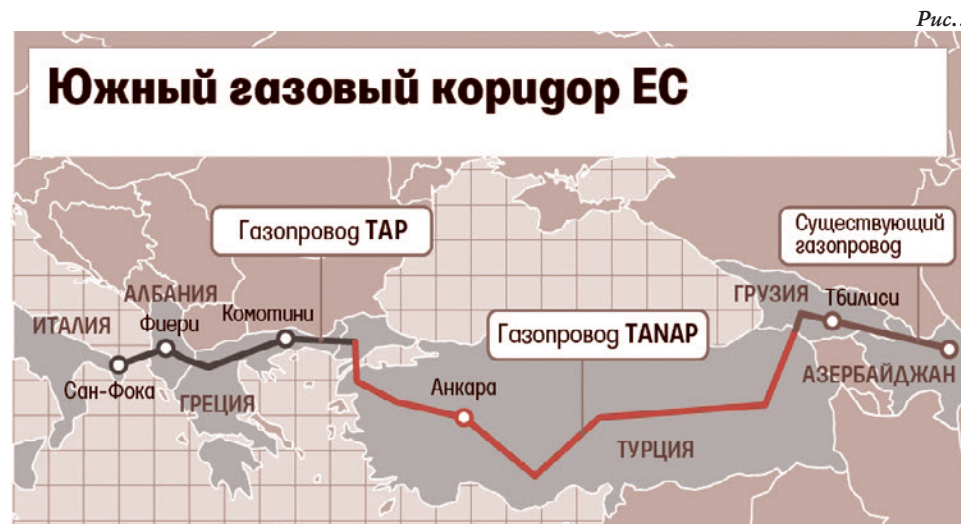 Рис.
Южный газовый коридор ЕС
Газопровод TAP
Существующий
газопровод
АЛБАНИЯ
ГРУЗИЯ
Тбилиси
ИТАЛИЯ
Фиери
Комотини
Газопровод TANAP
Сан-Фока
ГРЕЦИЯ
Анкара
АЗЕРБАЙДЖАН
ТУРЦИЯ